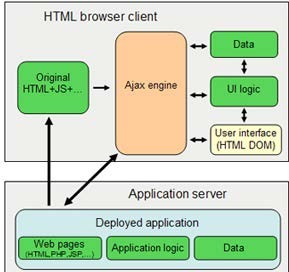 HTML browser client
Original
HTML+JS+...
Ajax engine
Data
UI logic
User interface
(HTML DOM)
Application server
Deployed application
Web pages
(HTML,PHP,JSP,...)
Application logic
Data